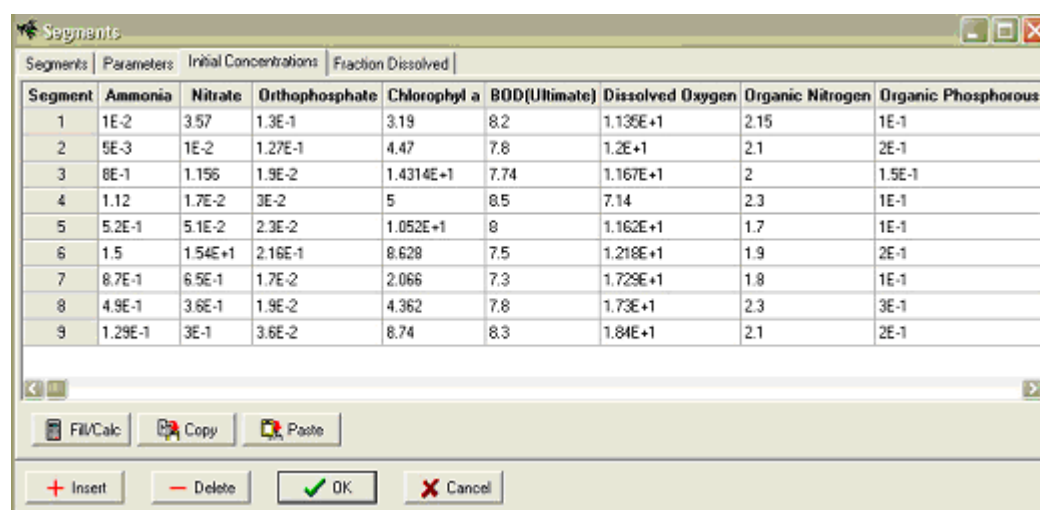 Segments
Segments Parameters Initial Concentrations Fraction Dissolved
Segment Ammonia Nitrate Orthophosphate Chlorophyl a BOD(Ultimate) Dissolved Oxygen Organic Nitrogen Organic Phosphorous
1 1E-2 3.57 1.3E-1 3.19 8.2 1.135E+1 2.15 1E-1
2 5E-3 1E-2 1.27E-1 4.47 7.8 1.2E+1 2.1 2E-1
3 8E-1 1.156 1.9E-2 1.4314E+1 7.74 1.167E+1 2 1.5E-1
4 1.12 1.7E-2 3E-2 5 8.5 7.14 2.3 1E-1
5 5.2E-1 5.1E-2 2.3E-2 1.052E+1 8 1.162E+1 1.7 1E-1
6 1.5 1.54E+1 2.16E-1 8.628 7.5 1.218E+1 1.9 2E-1
7 8.7E-1 6.5E-1 1.7E-2 2.066 7.3 1.729E+1 1.8 1E-1
8 4.9E-1 3.6E-1 1.9E-2 4.362 7.8 1.73E+1 2.3 3E-1
9 1.29E-1 3E-1 3.6E-2 8.74 8.3 1.84E+1 2.1 2E-1
Fill/Calc Copy Paste
Insert Delete OK Cancel